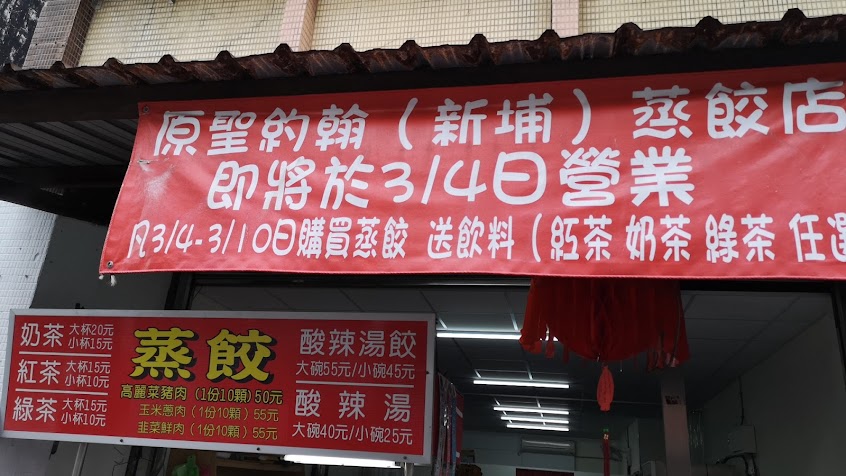 原聖約翰（新埔）蒸餃店
即將於3/4日營業
凡3/4-3/10日購買蒸餃 送飲料（紅茶 奶茶 綠茶 任選
奶茶 大杯20元 小杯15元
紅茶 大杯15元 小杯10元
綠茶 大杯15元 小杯10元
蒸餃
高麗菜豬肉（1份10顆）50元
玉米蔥肉（1份10顆）55元
韭菜鮮肉（1份10顆）55元
酸辣湯餃
大碗55元/小碗45元
酸辣湯
大碗40元/小碗25元